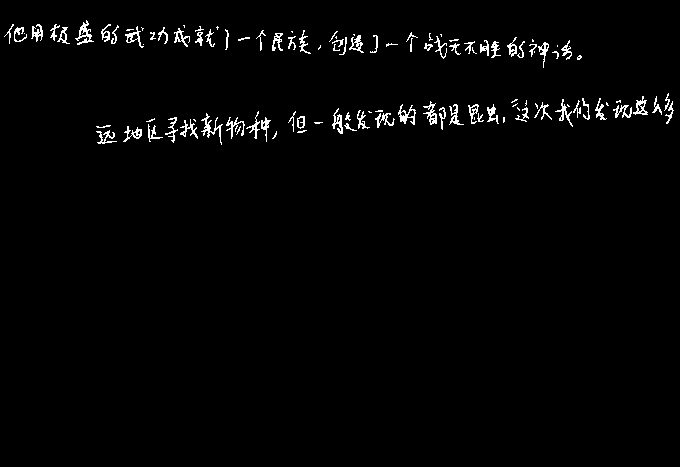 他用极盛的武功成就了一个民族，创造了一个战无不胜的神话。
远地区寻找新物种，但一般发现的都是昆虫，这次我们发现这么多